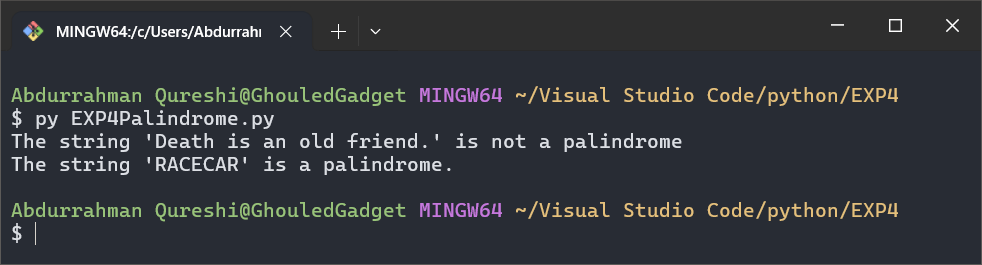 MINGW64:/c/Users/Abdurrahr
Abdurrahman Qureshi@GhouledGadget MINGW64 ~/Visual Studio Code/python/EXP4
$ py EXP4Palindrome.py
The string 'Death is an old friend.' is not a palindrome
The string 'RACECAR' is a palindrome.
Abdurrahman Qureshi@GhouledGadget MINGW64 ~/Visual Studio Code/python/EXP4
$